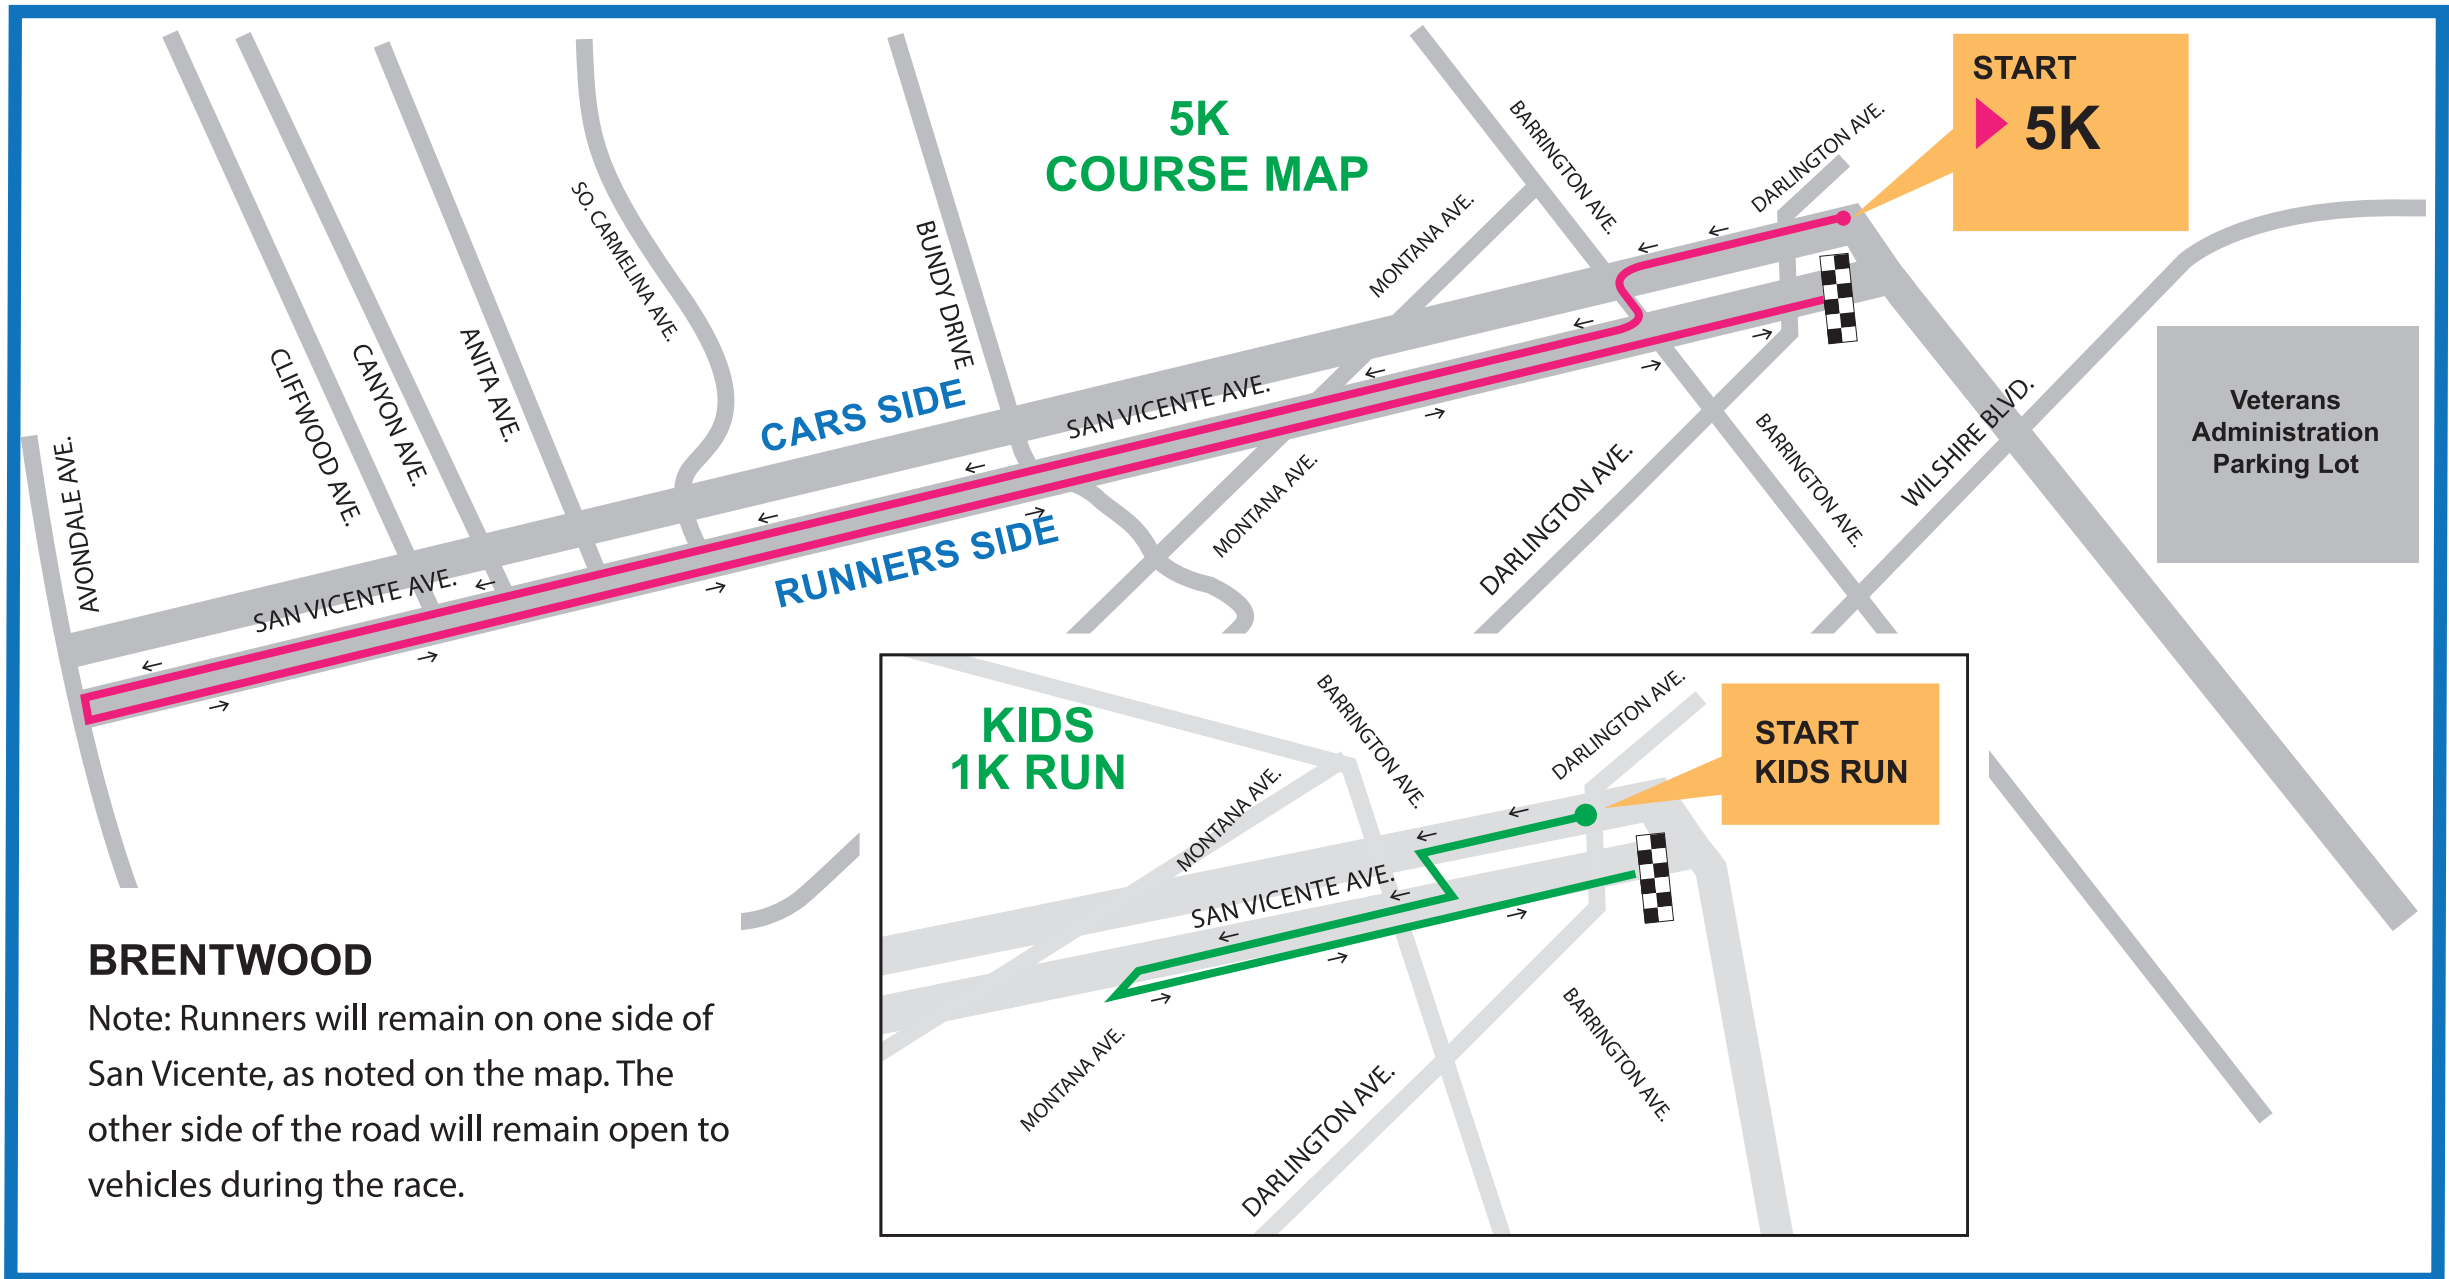 START
5K
5K
COURSE MAP
BARRINGTON AVE.
DARLINGTON AVE.
MONTANA AVE.
SO. CARMELINA AVE.
BUNDY DRIVE
ANITA AVE.
CANYON AVE.
CLIFFWOOD AVE.
AVONDALE AVE.
CARS SIDE
SAN VICENTE AVE.
RUNNERS SIDE
SAN VICENTE AVE.
MONTANA AVE.
DARLINGTON AVE.
BARRINGTON AVE.
WILSHIRE BLVD.
Veterans
Administration
Parking Lot
KIDS
1K RUN
BARRINGTON AVE.
DARLINGTON AVE.
START
KIDS RUN
MONTANA AVE.
SAN VICENTE AVE.
MONTANA AVE.
DARLINGTON AVE.
BARRINGTON AVE.
BRENTWOOD
Note: Runners will remain on one side of
San Vicente, as noted on the map. The
other side of the road will remain open to
vehicles during the race.